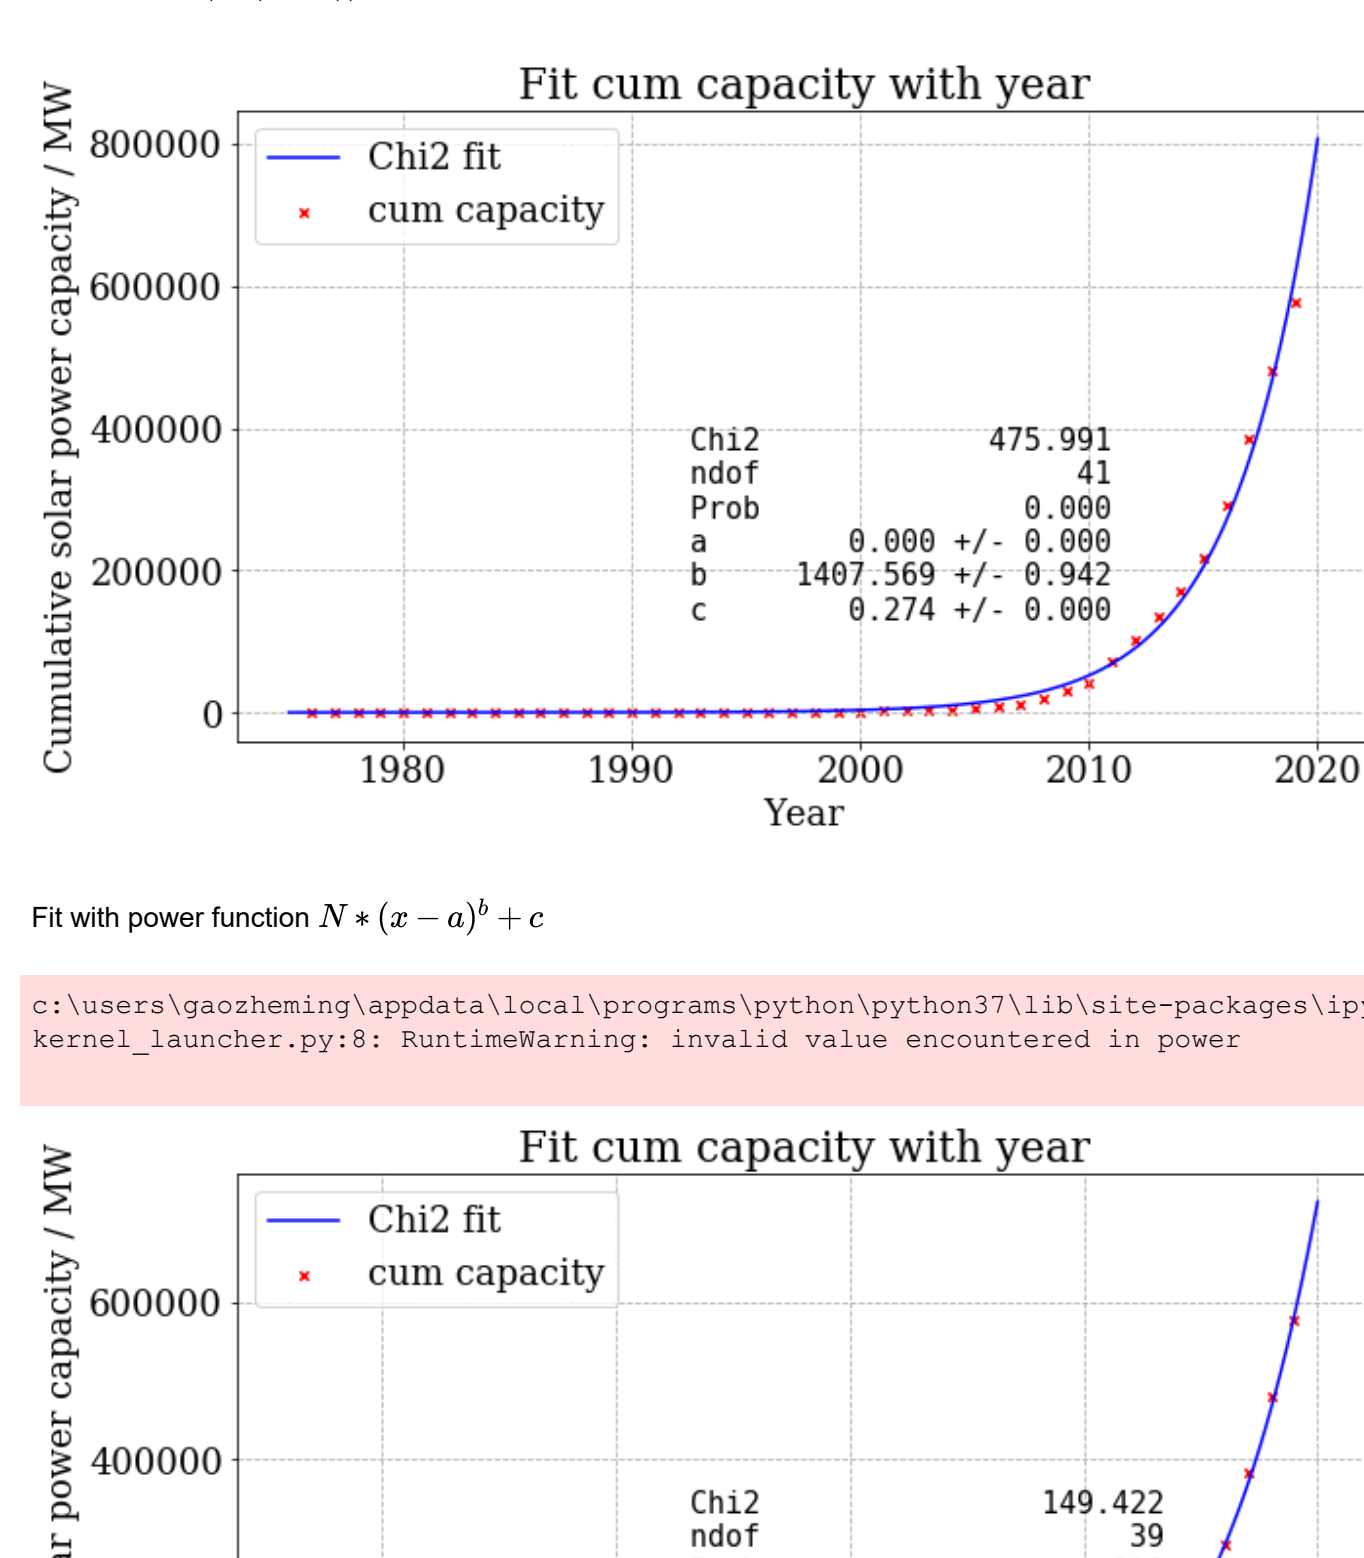 Fit cum capacity with year
Cumulative solar power capacity / MW
800000
600000
400000
200000
0
Chi2 fit
cum capacity
Chi2 475.991
ndof 41
Prob 0.000
a 0.000 +/- 0.000
b 1407.569 +/- 0.942
c 0.274 +/- 0.000
1980 1990 2000 2010 2020
Year
Fit with power function N ∗ (x − a)^b + c
c:\users\gaozheming\appdata\local\programs\python\python37\lib\site-packages\ipy
kernel_launcher.py:8: RuntimeWarning: invalid value encountered in power
Fit cum capacity with year
ar power capacity / MW
600000
400000
Chi2 fit
cum capacity
Chi2 149.422
ndof 39